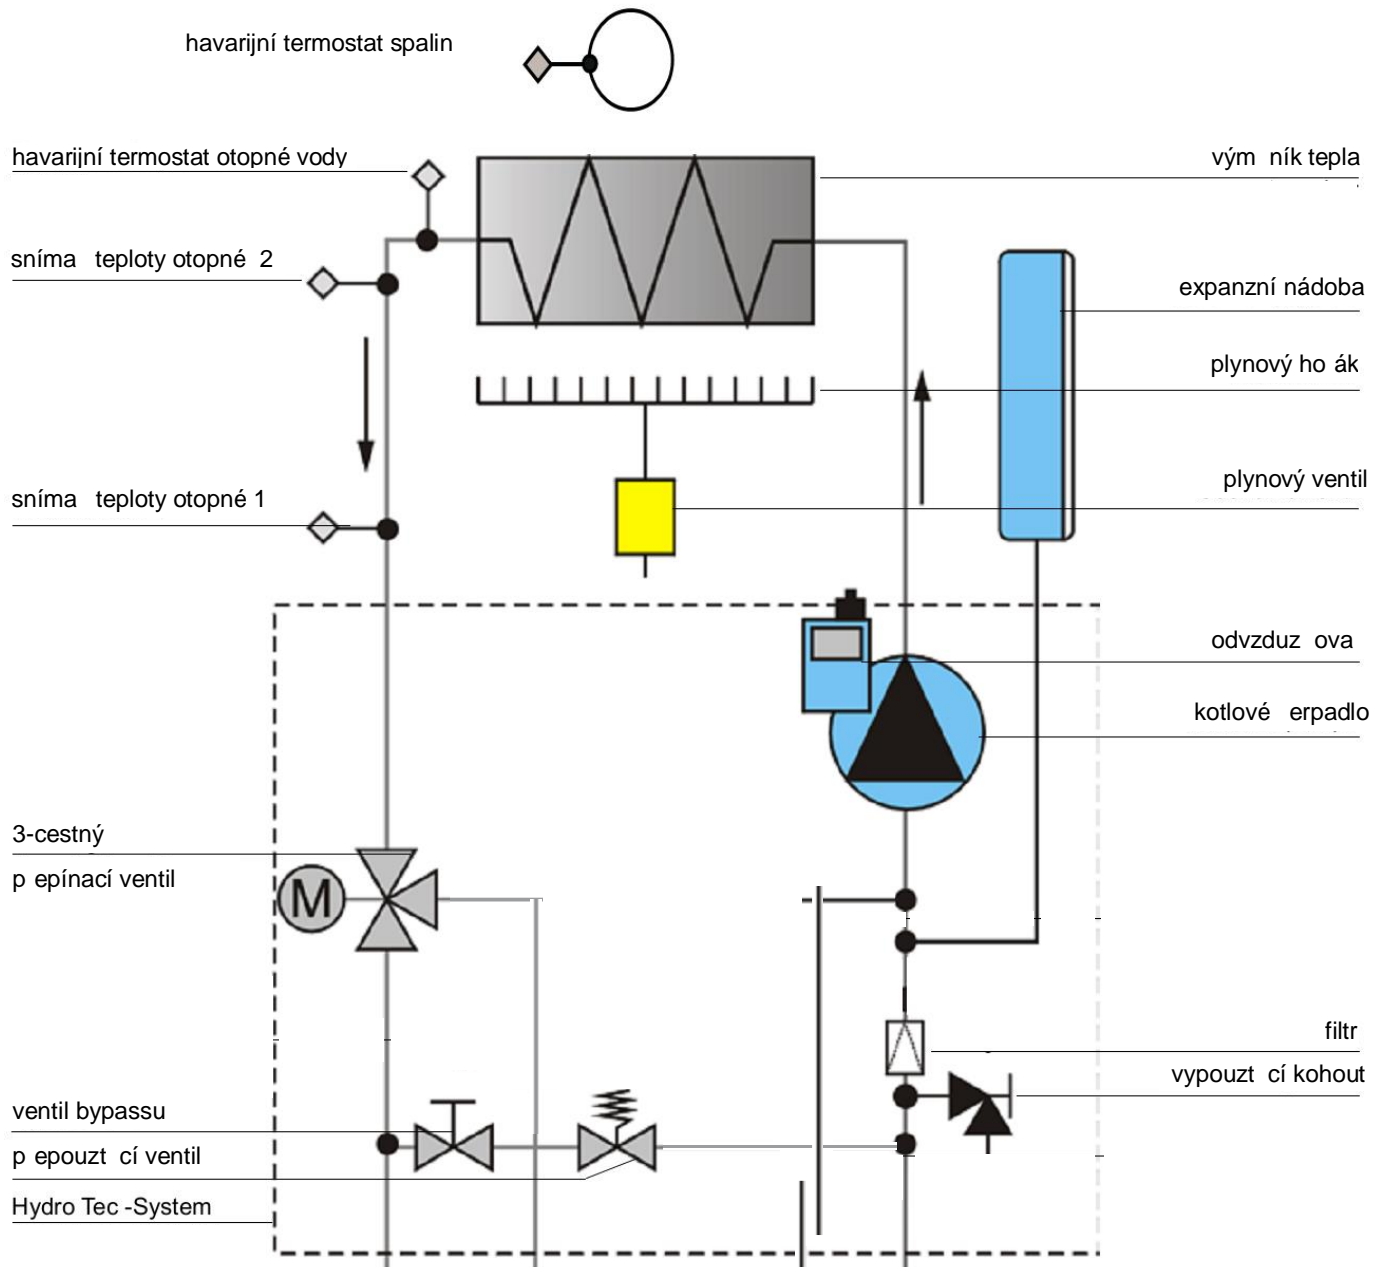 havarijní termostat spalin
havarijní termostat otopné vody
sníma teploty otopné 2
sníma teploty otopné 1
3-cestný
p epínací ventil
M
ventil bypassu
p epouzt cí ventil
Hydro Tec -System
vým ník tepla
expanzní nádoba
plynový ho ák
plynový ventil
odvzduz ova
kotlové erpadlo
filtr
vypouzt cí kohout